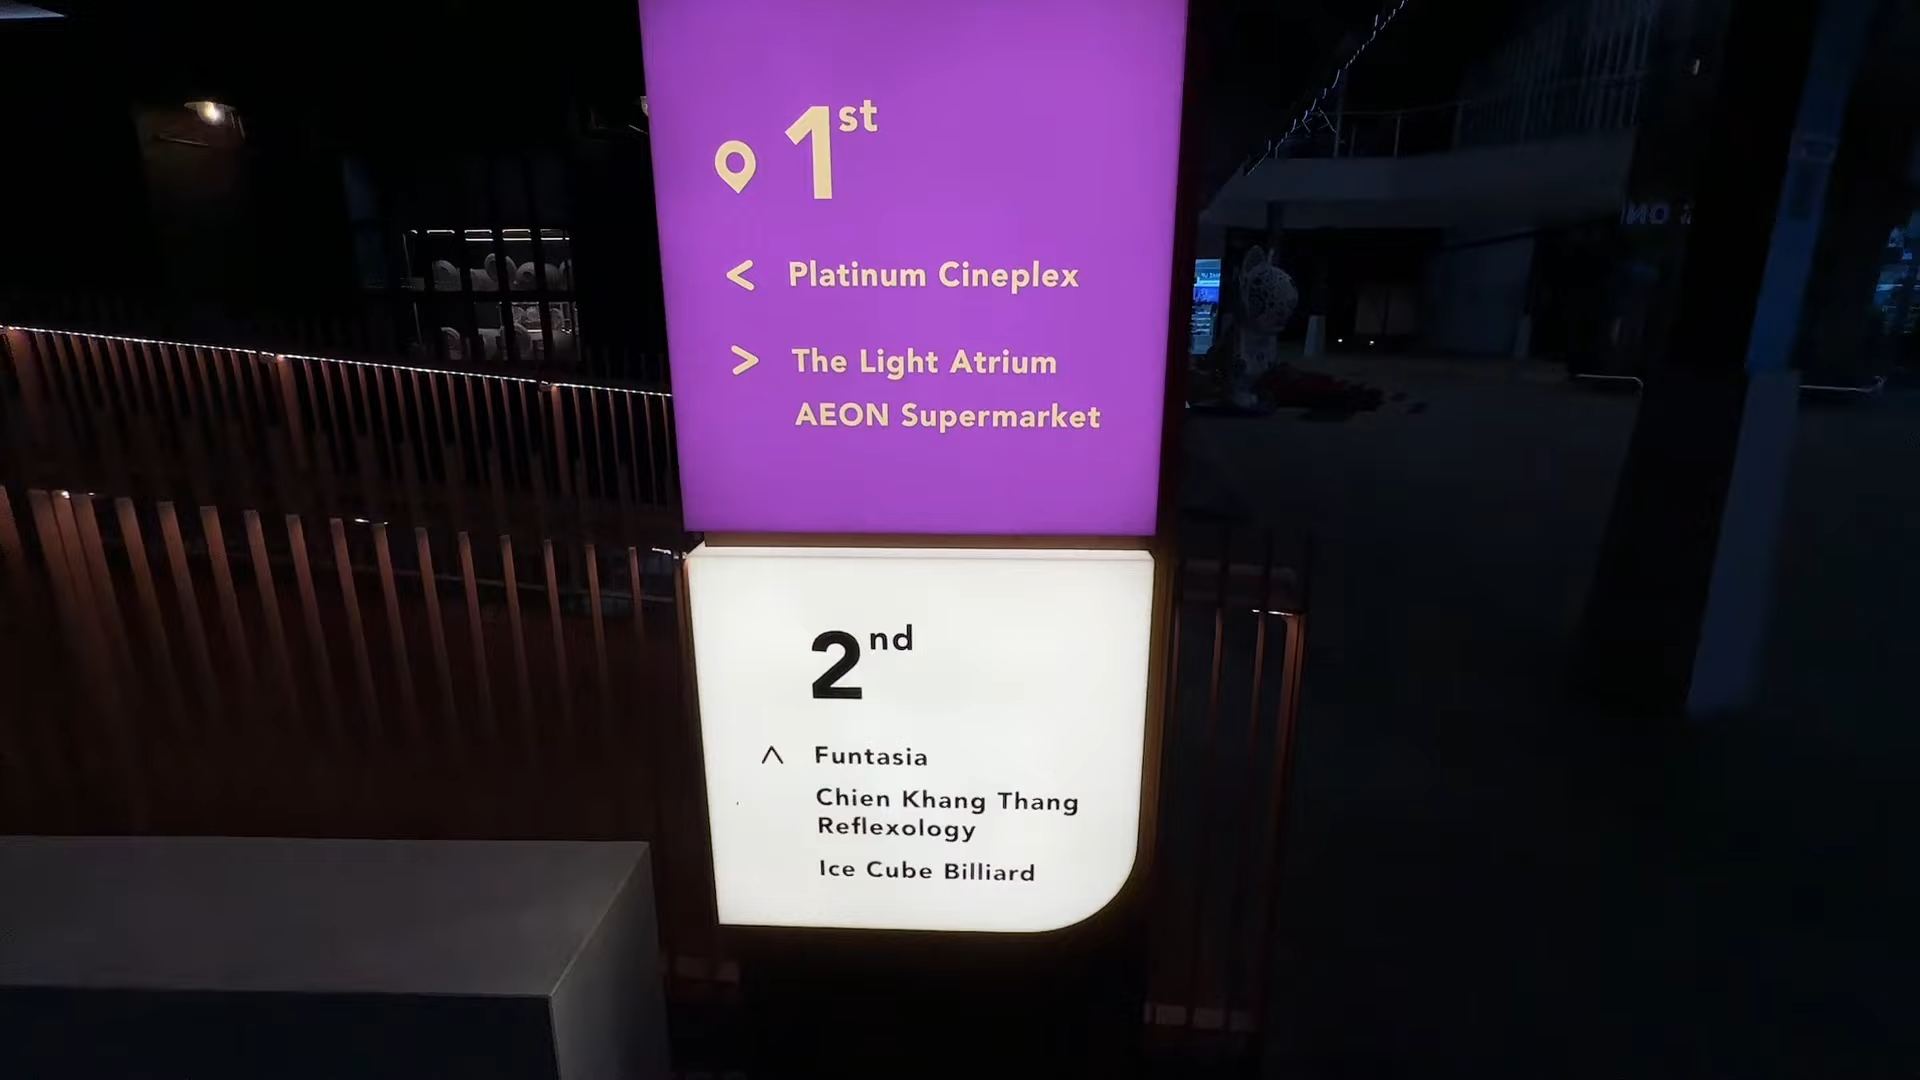 1st
< Platinum Cineplex
> The Light Atrium
AEON Supermarket
2nd
Funtasia
Chien Khang Thang
Reflexology
Ice Cube Billiard